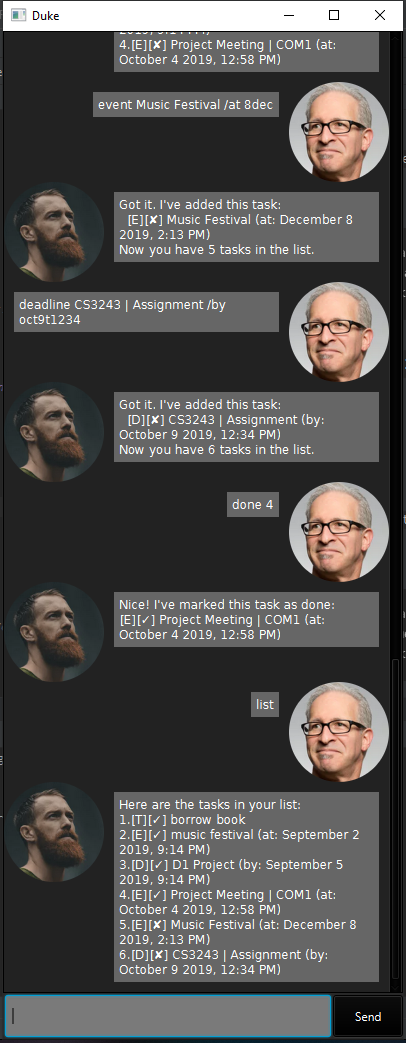 Duke
2019, 9:14 PM)
4.[E][✘] Project Meeting | COM1 (at:
October 4 2019, 12:58 PM)
event Music Festival /at 8dec
Got it. I've added this task:
[E][✘] Music Festival (at: December 8
2019, 2:13 PM)
Now you have 5 tasks in the list.
deadline CS3243 | Assignment /by
oct9t1234
Got it. I've added this task:
[D][✘] CS3243 | Assignment (by:
October 9 2019, 12:34 PM)
Now you have 6 tasks in the list.
done 4
Nice! I've marked this task as done:
[E][✓] Project Meeting | COM1 (at:
October 4 2019, 12:58 PM)
list
Here are the tasks in your list:
1.[T][✓] borrow book
2.[E][✓] music festival (at: September 2
2019, 9:14 PM)
3.[D][✓] D1 Project (by: September 5
2019, 9:14 PM)
4.[E][✓] Project Meeting | COM1 (at:
October 4 2019, 12:58 PM)
5.[E][✘] Music Festival (at: December 8
2019, 2:13 PM)
6.[D][✘] CS3243 | Assignment (by:
October 9 2019, 12:34 PM)
Send